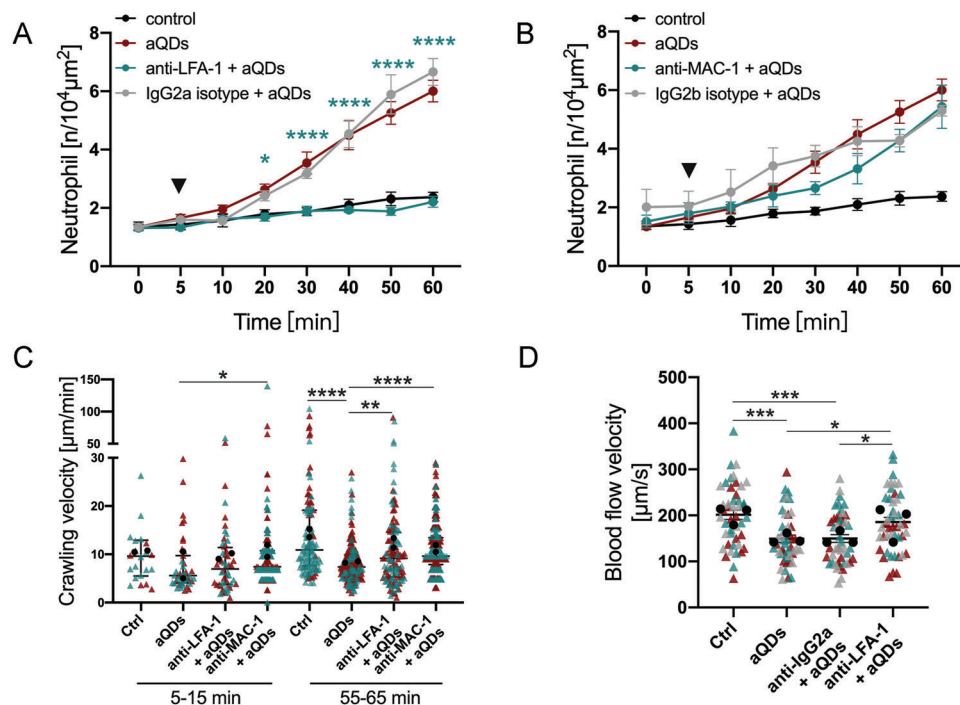 A
control
aQDs
anti-LFA-1 + aQDs
IgG2a isotype + aQDs
Neutrophil [n/10⁴µm²]
8
6
4
2
0
*
****
****
****
****
0 5 10 20 30 40 50 60
Time [min]
B
control
aQDs
anti-MAC-1 + aQDs
IgG2b isotype + aQDs
Neutrophil [n/10⁴µm²]
8
6
4
2
0
0 5 10 20 30 40 50 60
Time [min]
C
Crawling velocity [µm/min]
150
100
50
30
20
10
0
*
****
****
**
Ctrl
aQDs
anti-LFA-1
+ aQDs
anti-MAC-1
+ aQDs
Ctrl
aQDs
anti-LFA-1
+ aQDs
anti-MAC-1
+ aQDs
5-15 min
55-65 min
D
Blood flow velocity
[µm/s]
500
400
300
200
100
0
***
***
*
*
Ctrl
aQDs
anti-IgG2a
+ aQDs
anti-LFA-1
+ aQDs